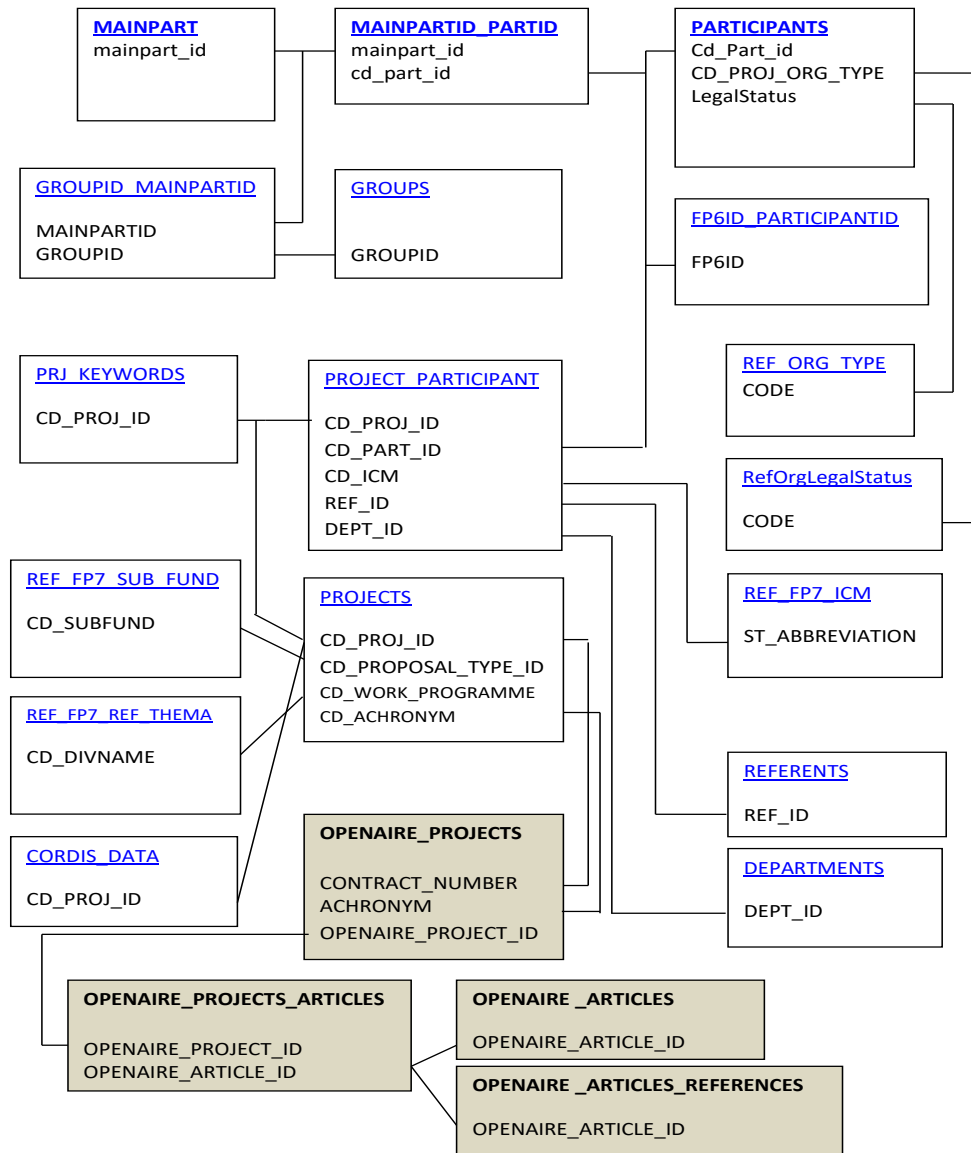 MAINPART
mainpart_id
MAINPARTID_PARTID
mainpart_id
cd_part_id
PARTICIPANTS
Cd_Part_id
CD_PROJ_ORG_TYPE
LegalStatus
GROUPID_MAINPARTID
MAINPARTID
GROUPID
GROUPS
GROUPID
FP6ID_PARTICIPANTID
FP6ID
PRJ_KEYWORDS
CD_PROJ_ID
PROJECT_PARTICIPANT
CD_PROJ_ID
CD_PART_ID
CD_ICM
REF_ID
DEPT_ID
REF_ORG_TYPE
CODE
RefOrgLegalStatus
CODE
REF_FP7_SUB_FUND
CD_SUBFUND
PROJECTS
CD_PROJ_ID
CD_PROPOSAL_TYPE_ID
CD_WORK_PROGRAMME
CD_ACHRONYM
REF_FP7_ICM
ST_ABBREVIATION
REF_FP7_REF_THEMA
CD_DIVNAME
REFERENTS
REF_ID
CORDIS_DATA
CD_PROJ_ID
OPENAIRE_PROJECTS
CONTRACT_NUMBER
ACHRONYM
OPENAIRE_PROJECT_ID
DEPARTMENTS
DEPT_ID
OPENAIRE_PROJECTS_ARTICLES
OPENAIRE_PROJECT_ID
OPENAIRE_ARTICLE_ID
OPENAIRE _ARTICLES
OPENAIRE_ARTICLE_ID
OPENAIRE _ARTICLES_REFERENCES
OPENAIRE_ARTICLE_ID